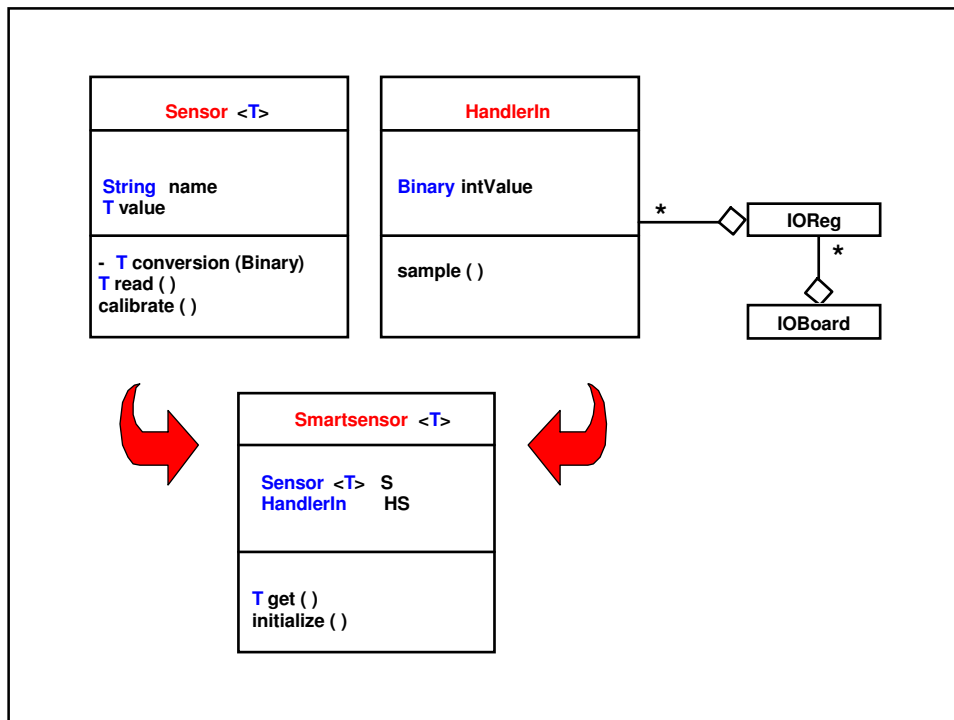 Sensor <T>
String name
T value
- T conversion (Binary)
T read ( )
calibrate ( )
HandlerIn
Binary intValue
sample ( )
*
IOReg
*
IOBoard
Smartsensor <T>
Sensor <T> S
HandlerIn HS
T get ( )
initialize ( )